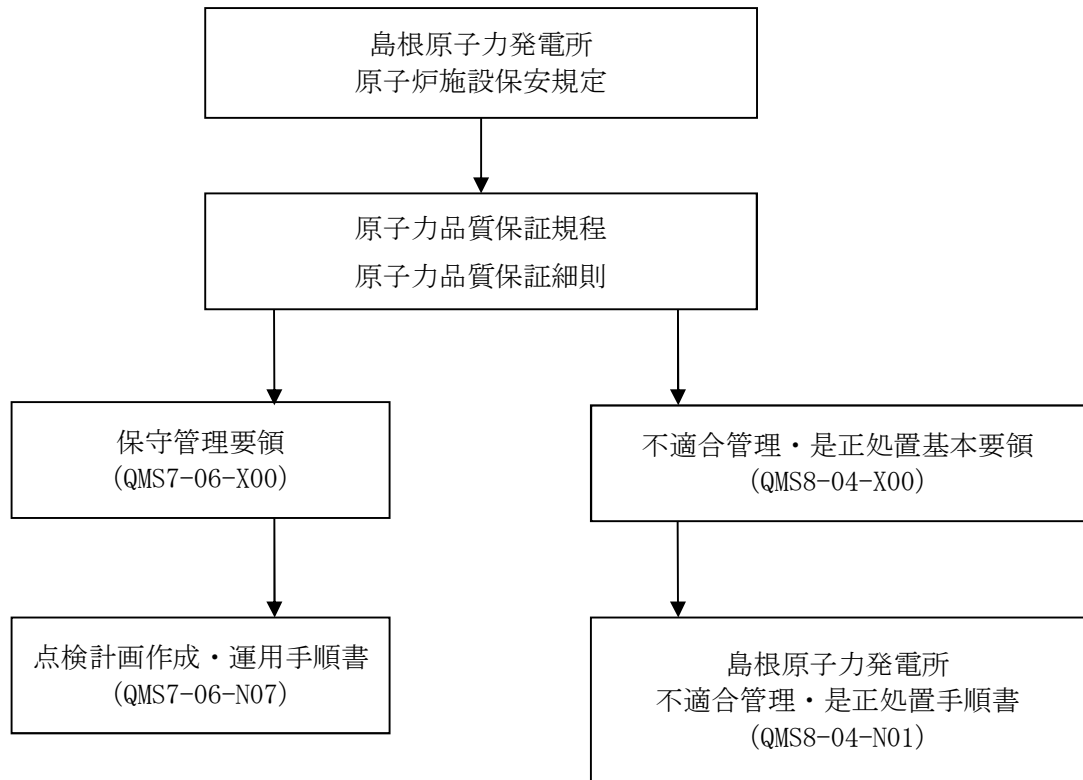 島根原子力発電所
原子炉施設保安規定
原子力品質保証規程
原子力品質保証細則
保守管理要領
(QMS7-06-X00)
不適合管理・是正処置基本要領
(QMS8-04-X00)
点検計画作成・運用手順書
(QMS7-06-N07)
島根原子力発電所
不適合管理・是正処置手順書
(QMS8-04-N01)